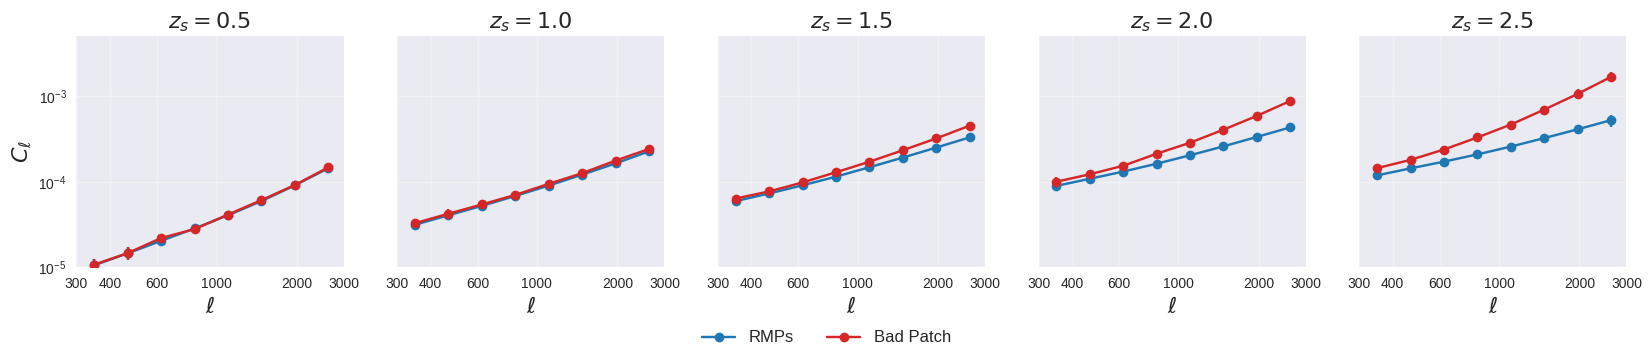 z_s = 0.5 z_s = 1.0 z_s = 1.5 z_s = 2.0 z_s = 2.5
C_ℓ
10^{-3}
10^{-4}
10^{-5}
300 400 600 1000 2000 3000 300 400 600 1000 2000 3000 300 400 600 1000 2000 3000 300 400 600 1000 2000 3000 300 400 600 1000 2000 3000
ℓ ℓ ℓ ℓ ℓ
RMPs Bad Patch